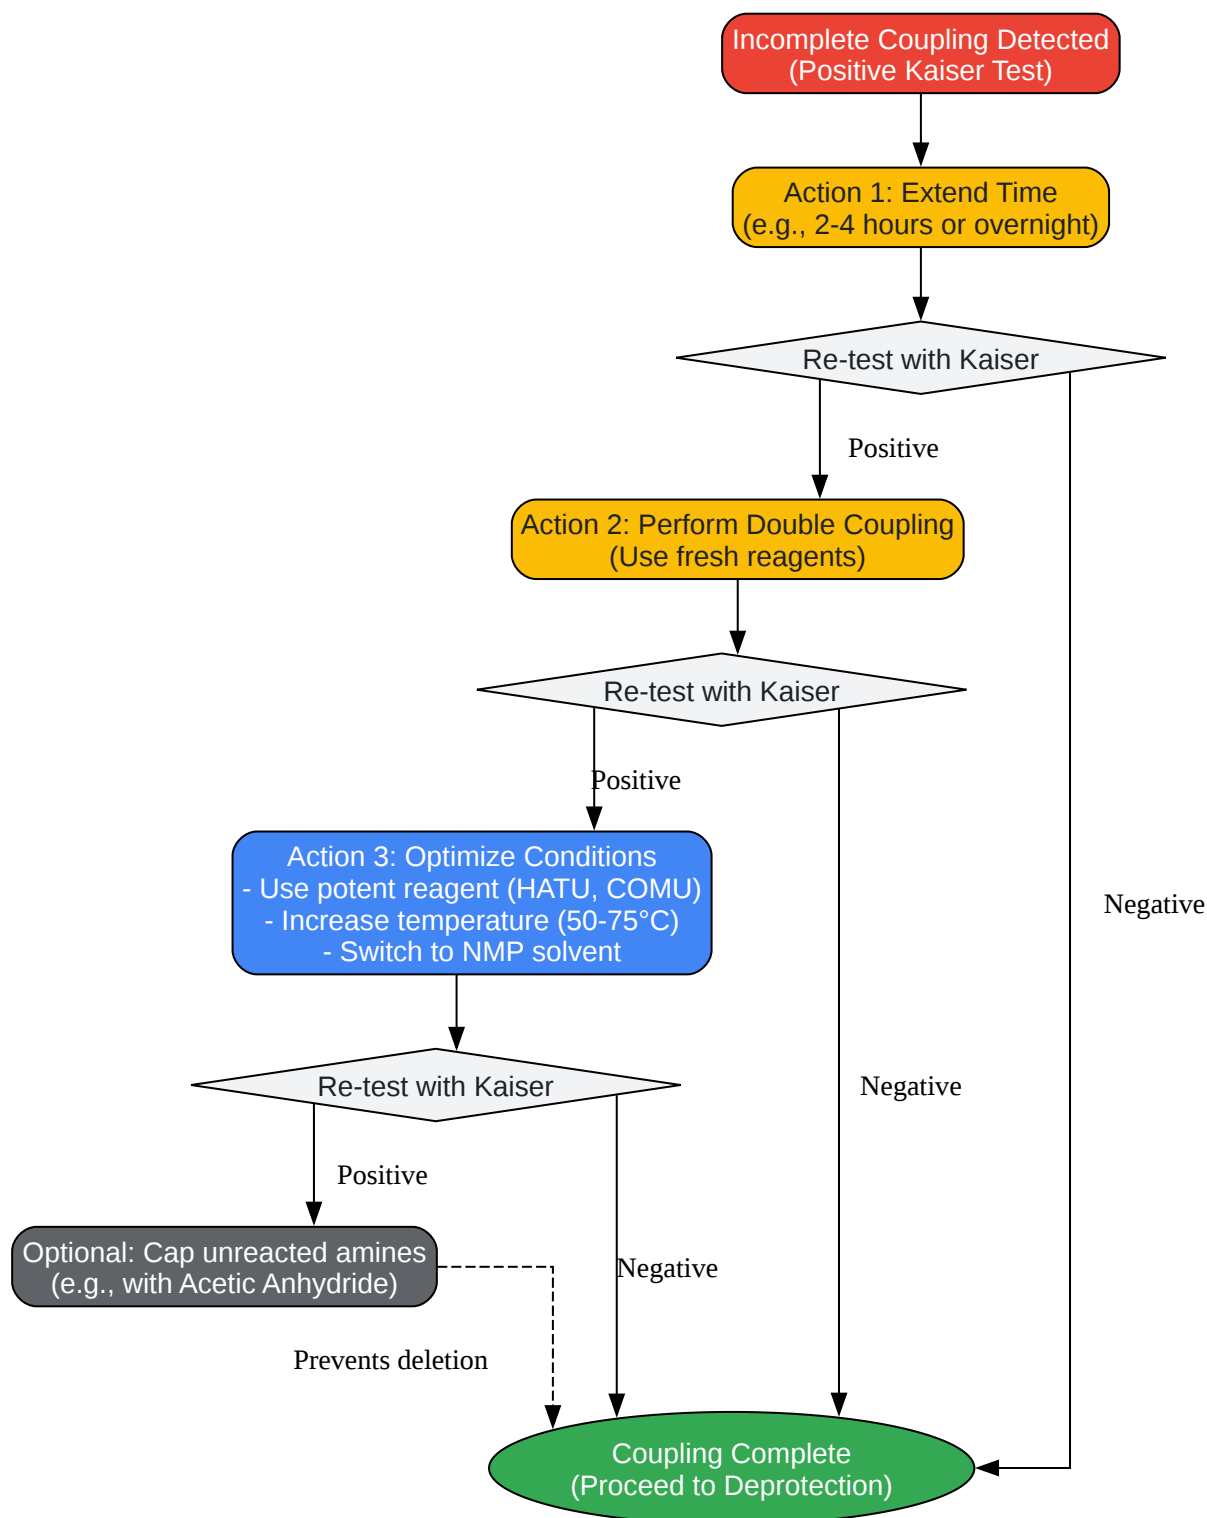 Incomplete Coupling Detected
(Positive Kaiser Test)
Action 1: Extend Time
(e.g., 2-4 hours or overnight)
Re-test with Kaiser
Positive
Action 2: Perform Double Coupling
(Use fresh reagents)
Re-test with Kaiser
Positive
Action 3: Optimize Conditions
- Use potent reagent (HATU, COMU)
- Increase temperature (50-75°C)
- Switch to NMP solvent
Negative
Re-test with Kaiser
Negative
Positive
Optional: Cap unreacted amines
(e.g., with Acetic Anhydride)
Negative
Prevents deletion
Coupling Complete
(Proceed to Deprotection)